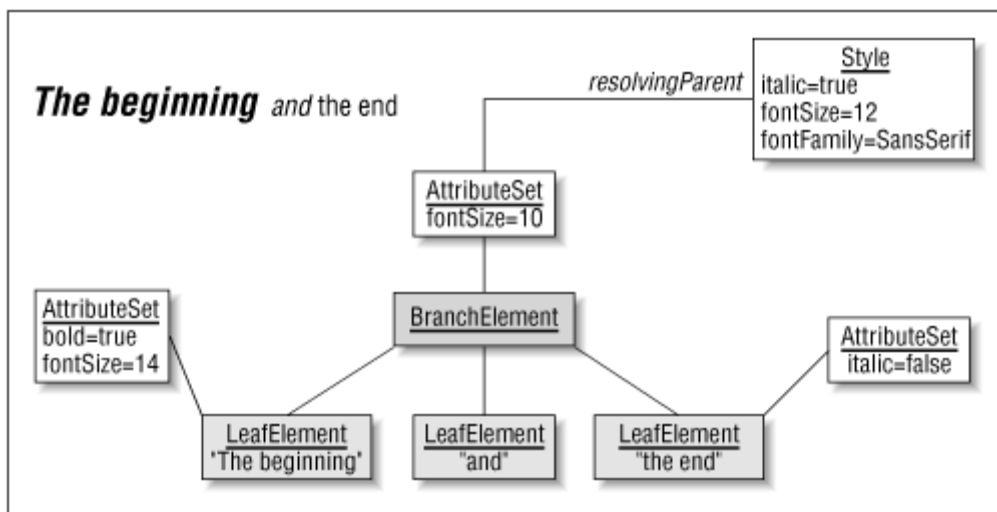 The beginning and the end
resolvingParent
Style
italic=true
fontSize=12
fontFamily=SansSerif
AttributeSet
fontSize=10
AttributeSet
bold=true
fontSize=14
BranchElement
AttributeSet
italic=false
LeafElement
"The beginning"
LeafElement
"and"
LeafElement
"the end"